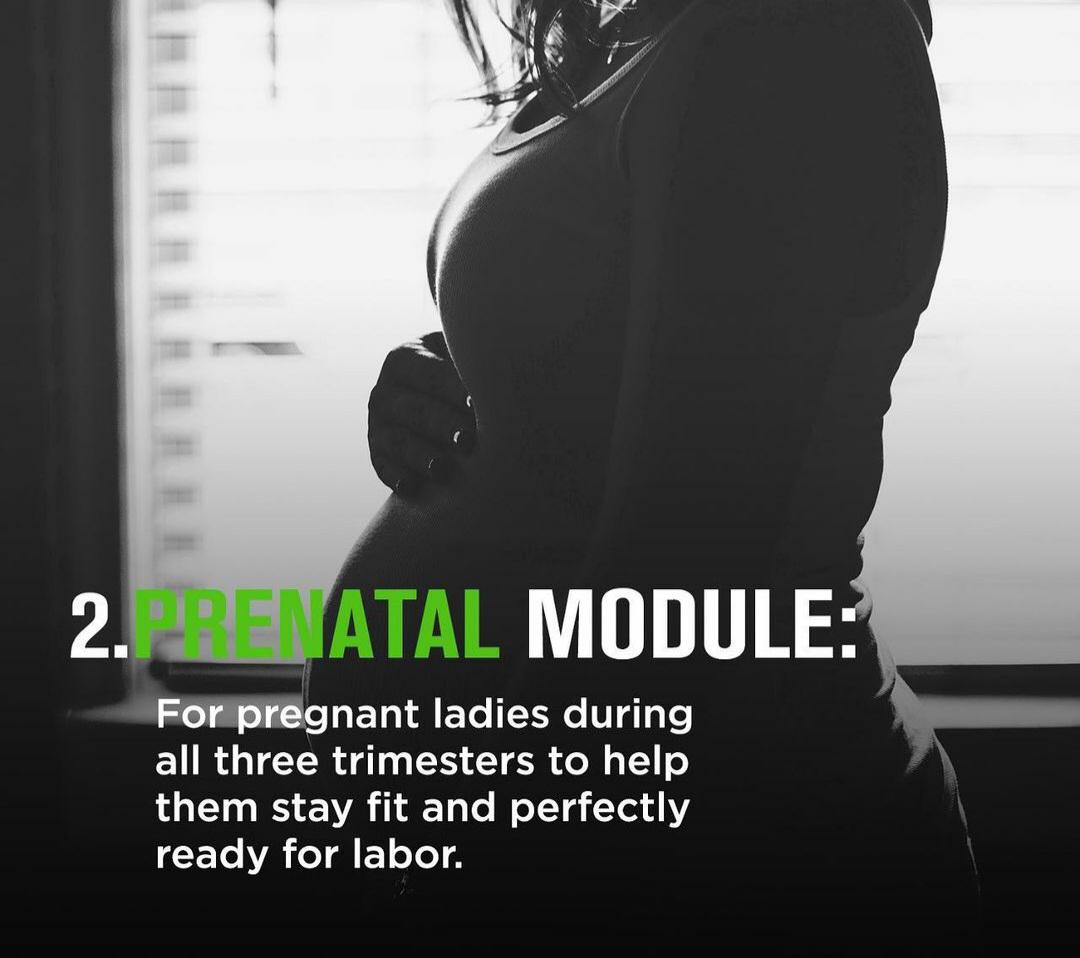 2.PRENATAL MODULE:
For pregnant ladies during
all three trimesters to help
them stay fit and perfectly
ready for labor.